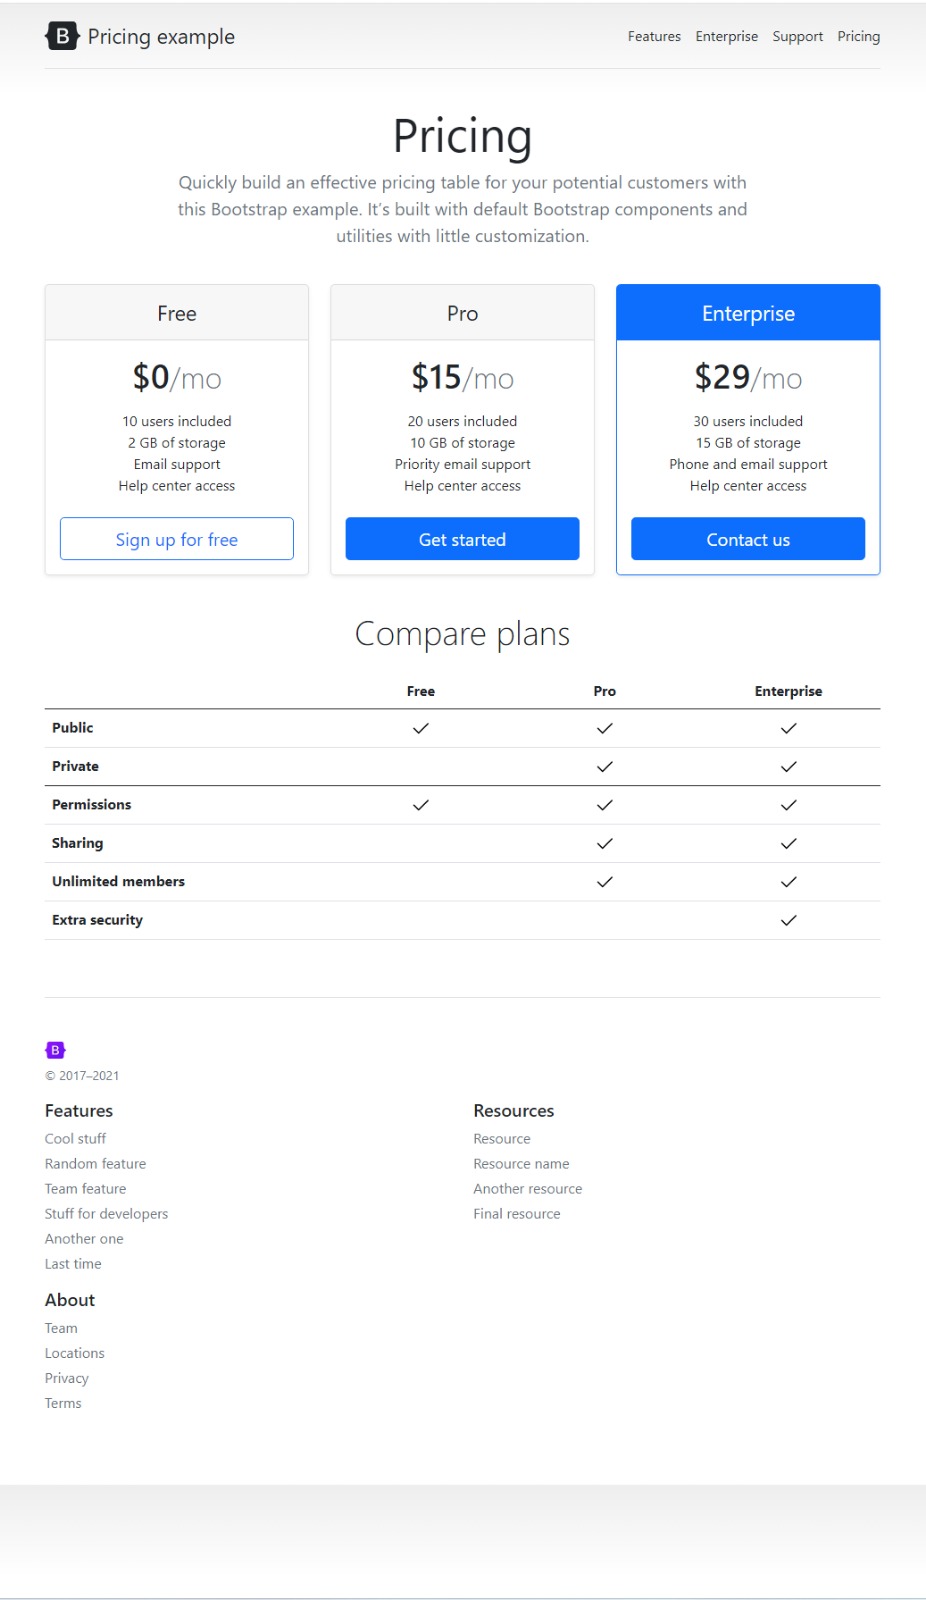 B Pricing example
Features Enterprise Support Pricing
Pricing
Quickly build an effective pricing table for your potential customers with
this Bootstrap example. It's built with default Bootstrap components and
utilities with little customization.
Free
$0/mo
10 users included
2 GB of storage
Email support
Help center access
Sign up for free
Pro
$15/mo
20 users included
10 GB of storage
Priority email support
Help center access
Get started
Enterprise
$29/mo
30 users included
15 GB of storage
Phone and email support
Help center access
Contact us
Compare plans
Free Pro Enterprise
Public
Private
Permissions
Sharing
Unlimited members
Extra security
B
© 2017–2021
Features
Cool stuff
Random feature
Team feature
Stuff for developers
Another one
Last time
Resources
Resource
Resource name
Another resource
Final resource
About
Team
Locations
Privacy
Terms